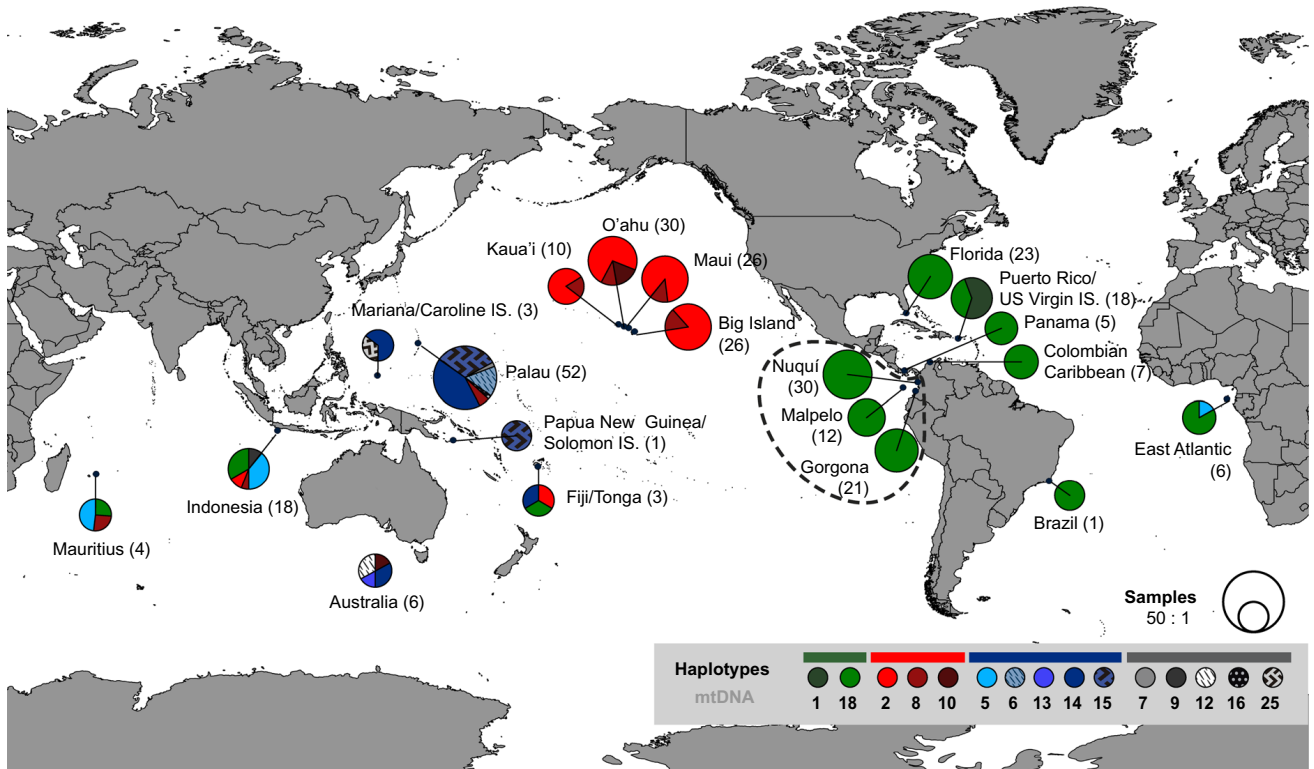 O'ahu (30)
Kaua'i (10)
Maui (26)
Florida (23)
Puerto Rico/
US Virgin IS. (18)
Mariana/Caroline IS. (3)
Big Island
(26)
Panama (5)
Colombian
Caribbean (7)
Palau (52)
Nuquí
(30)
Malpelo
(12)
Papua New Guinea/
Solomon IS. (1)
Gorgona
(21)
East Atlantic
(6)
Indonesia (18)
Fiji/Tonga (3)
Brazil (1)
Mauritius (4)
Australia (6)
Samples
50 : 1
Haplotypes
mtDNA
1 18 2 8 10 5 6 13 14 15 7 9 12 16 25